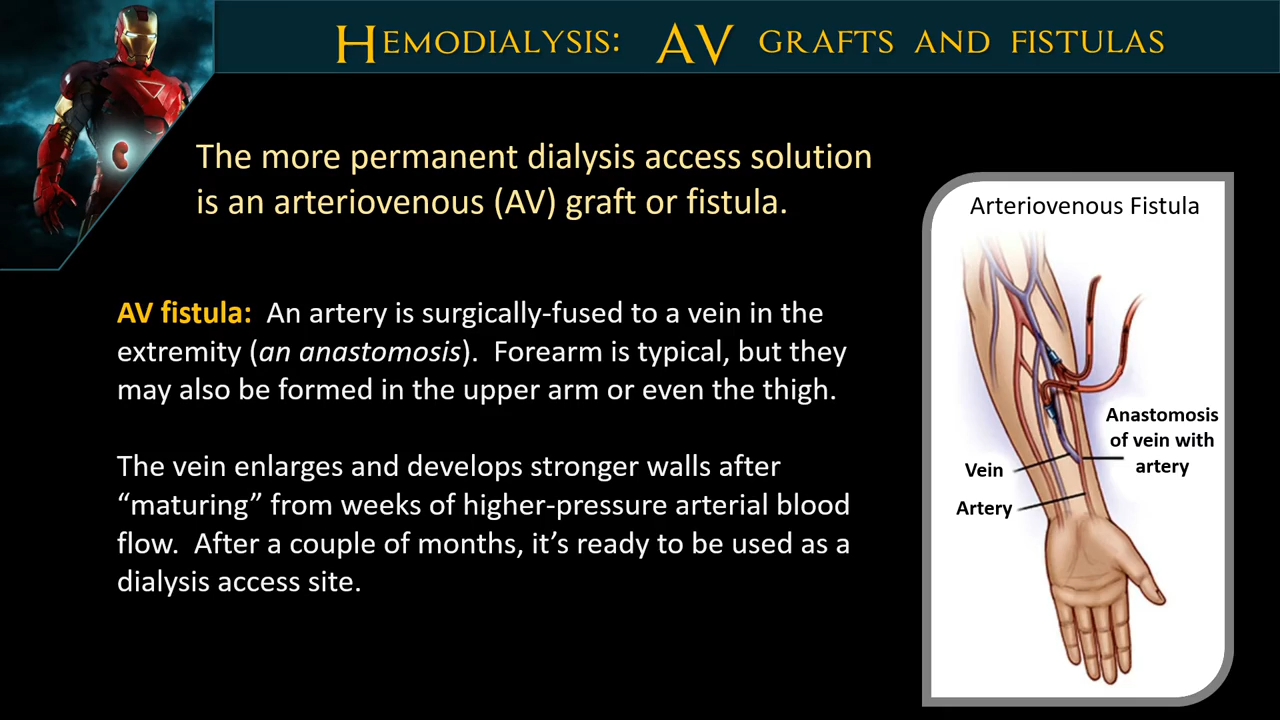 Hemodialysis: AV grafts and fistulas
The more permanent dialysis access solution
is an arteriovenous (AV) graft or fistula.
AV fistula: An artery is surgically-fused to a vein in the
extremity (an anastomosis). Forearm is typical, but they
may also be formed in the upper arm or even the thigh.
The vein enlarges and develops stronger walls after
“maturing” from weeks of higher-pressure arterial blood
flow. After a couple of months, it’s ready to be used as a
dialysis access site.
Arteriovenous Fistula
Anastomosis
of vein with
artery
Vein
Artery